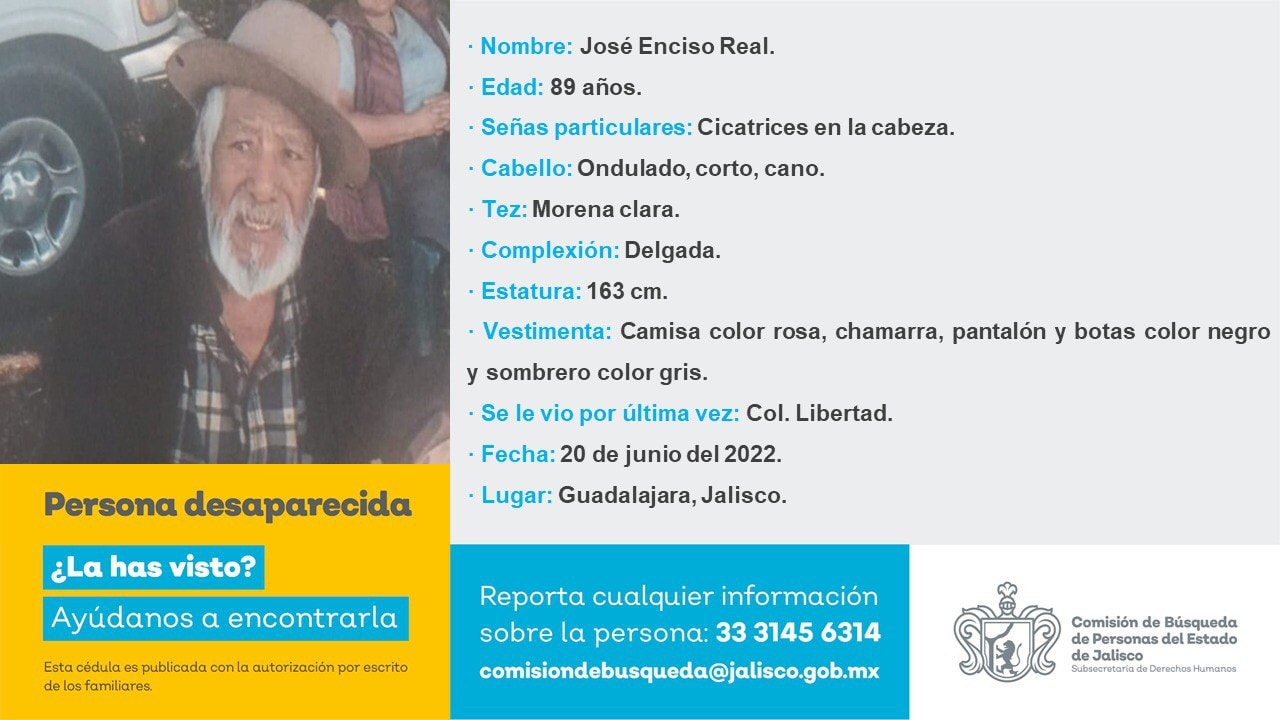 · Nombre: José Enciso Real.
· Edad: 89 años.
· Señas particulares: Cicatrices en la cabeza.
· Cabello: Ondulado, corto, cano.
· Tez: Morena clara.
· Complexión: Delgada.
· Estatura: 163 cm.
· Vestimenta: Camisa color rosa, chamarra, pantalón y botas color negro
y sombrero color gris.
· Se le vio por última vez: Col. Libertad.
· Fecha: 20 de junio del 2022.
· Lugar: Guadalajara, Jalisco.
Persona desaparecida
¿La has visto?
Ayúdanos a encontrarla
Esta cédula es publicada con la autorización por escrito
de los familiares.
Reporta cualquier información
sobre la persona: 33 3145 6314
comisiondebusqueda@jalisco.gob.mx
Comisión de Búsqueda
de Personas del Estado
de Jalisco
Subsecretaría de Derechos Humanos